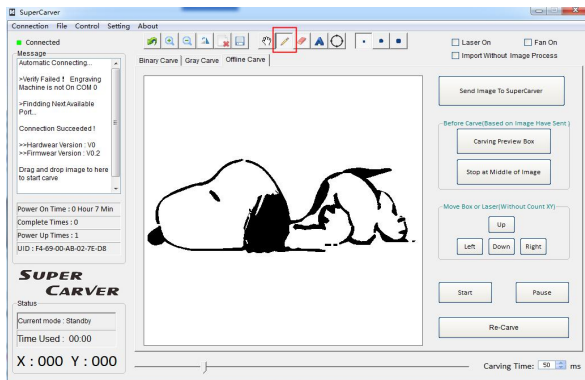 SuperCarver
Connection File Control Setting About
Connected
Message
Automatic Connecting...
>Verify Failed ! Engraving
Machine is not On COM 0
>Findding Next Available
Port...
Connection Succeeded !
>>Hardwear Version : V0
>>Firmwear Version : V0.2
Drag and drop image to here
to start carve
Power On Time : 0 Hour 7 Min
Complete Times : 0
Power Up Times : 1
UID : F4-69-00-AB-02-7E-D8
SUPER
CARVER
Status
Current mode : Standby
Time Used : 00:00
X : 000 Y : 000
A
Binary Carve Gray Carve Offline Carve
Laser On Fan On
Import Without Image Process
Send Image To SuperCarver
Before Carve(Based on Image Have Sent )
Carving Preview Box
Stop at Middle of Image
Move Box or Laser(Without Count XY)
Up
Left Down Right
Start Pause
Re-Carve
Carving Time: 50 ms